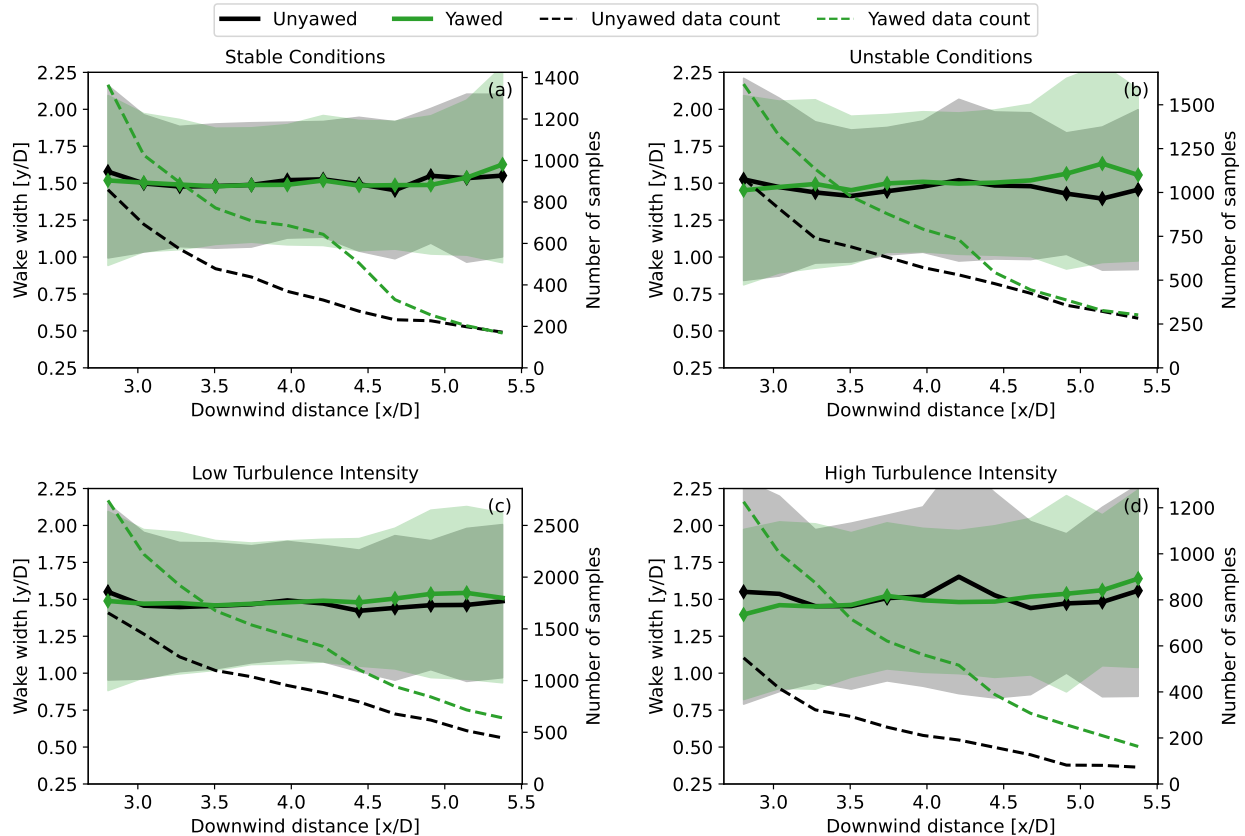 Unyawed Yawed Unyawed data count Yawed data count
Stable Conditions
(a)
2.25
2.00
1.75
1.50
1.25
1.00
0.75
0.50
0.25
Wake width [y/D]
1400
1200
1000
800
600
400
200
0
Number of samples
3.0 3.5 4.0 4.5 5.0 5.5
Downwind distance [x/D]
Unstable Conditions
(b)
2.25
2.00
1.75
1.50
1.25
1.00
0.75
0.50
0.25
Wake width [y/D]
1500
1250
1000
750
500
250
0
Number of samples
3.0 3.5 4.0 4.5 5.0 5.5
Downwind distance [x/D]
Low Turbulence Intensity
(c)
2.25
2.00
1.75
1.50
1.25
1.00
0.75
0.50
0.25
Wake width [y/D]
2500
2000
1500
1000
500
0
Number of samples
3.0 3.5 4.0 4.5 5.0 5.5
Downwind distance [x/D]
High Turbulence Intensity
(d)
2.25
2.00
1.75
1.50
1.25
1.00
0.75
0.50
0.25
Wake width [y/D]
1200
1000
800
600
400
200
0
Number of samples
3.0 3.5 4.0 4.5 5.0 5.5
Downwind distance [x/D]